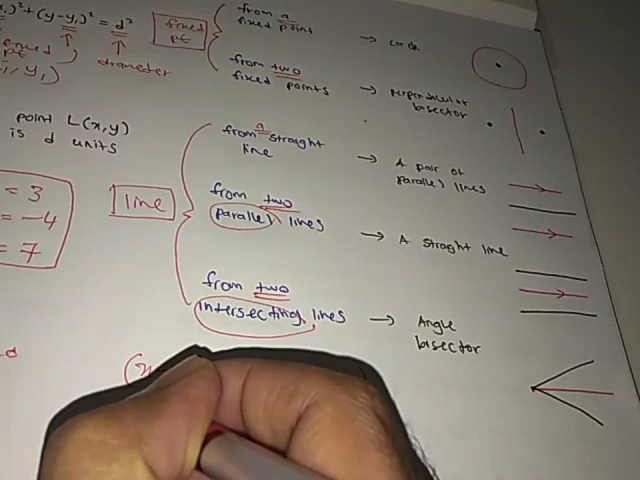 )² + (y-y₁)² = d²
fixed
pt
y₁)
diameter
point L(x,y)
is d units
= 3
= -4
= 7
fixed
pt
from a
fixed point → circle
from two
fixed points → perpendicular
bisector
line
from a straight
line → A pair of
parallel lines
from two
parallel lines → A straght line
from two
intersecting lines → Angle
bisector
d
(x